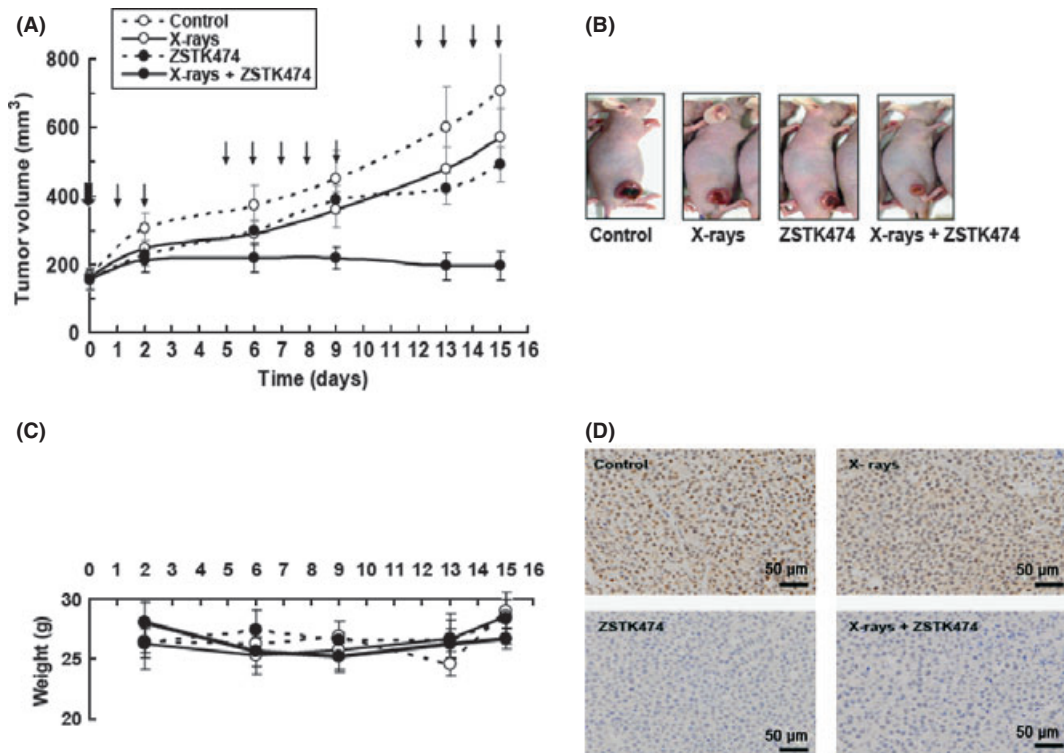 (A)
Control
X-rays
ZSTK474
X-rays + ZSTK474
Tumor volume (mm³)
800
600
400
200
0
0 1 2 3 4 5 6 7 8 9 10 11 12 13 14 15 16
Time (days)
(B)
Control X-rays ZSTK474 X-rays + ZSTK474
(C)
0 1 2 3 4 5 6 7 8 9 10 11 12 13 14 15 16
Weight (g)
30
25
20
(D)
Control
50 µm
X- rays
50 µm
ZSTK474
50 µm
X-rays + ZSTK474
50 µm